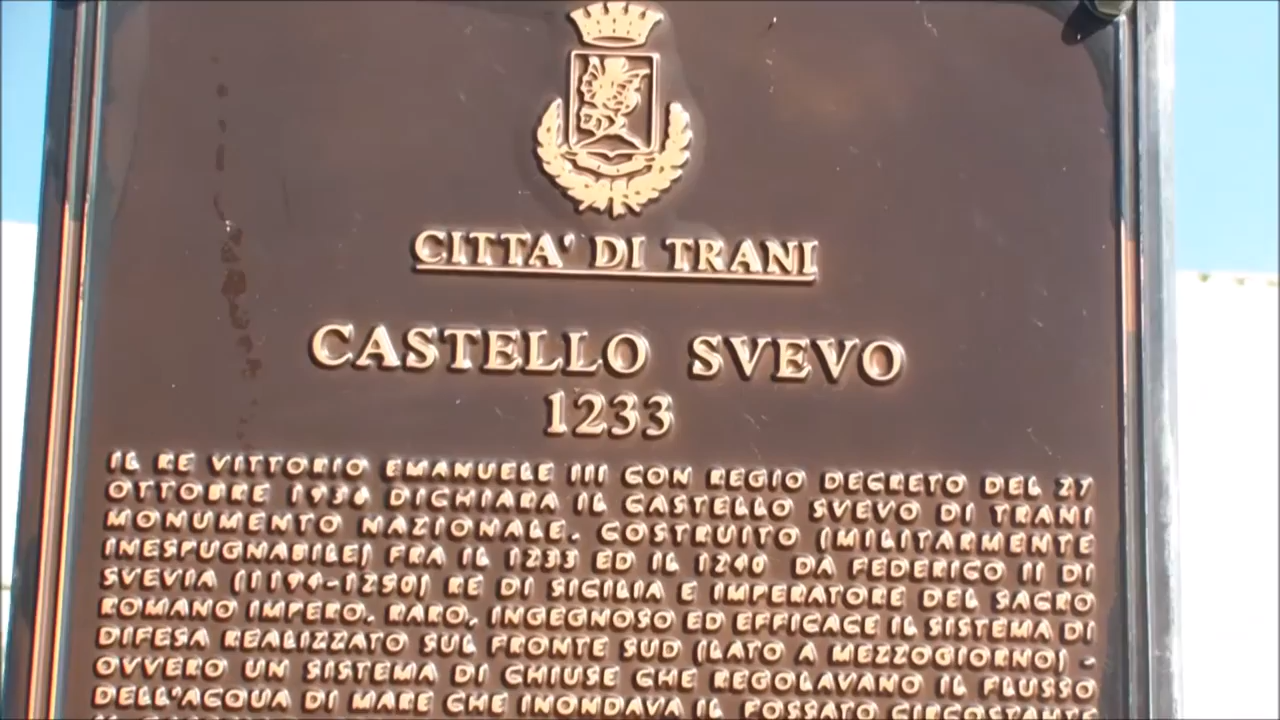 CITTA' DI TRANI
CASTELLO SVEVO
1233
IL RE VITTORIO EMANUELE III CON REGIO DECRETO DEL 27
OTTOBRE 1936 DICHIARA IL CASTELLO SVEVO DI TRANI
MONUMENTO NAZIONALE. COSTRUITO (MILITARMENTE
INESPUGNABILE) FRA IL 1233 ED IL 1240 DA FEDERICO II DI
SVEVIA (1194-1250) RE DI SICILIA E IMPERATORE DEL SACRO
ROMANO IMPERO. RARO, INGEGNOSO ED EFFICACE IL SISTEMA DI
DIFESA REALIZZATO SUL FRONTE SUD (LATO A MEZZOGIORNO) -
OVVERO UN SISTEMA DI CHIUSE CHE REGOLAVANO IL FLUSSO
DELL'ACQUA DI MARE CHE INONDAVA IL FOSSATO CIRCOSTANTE